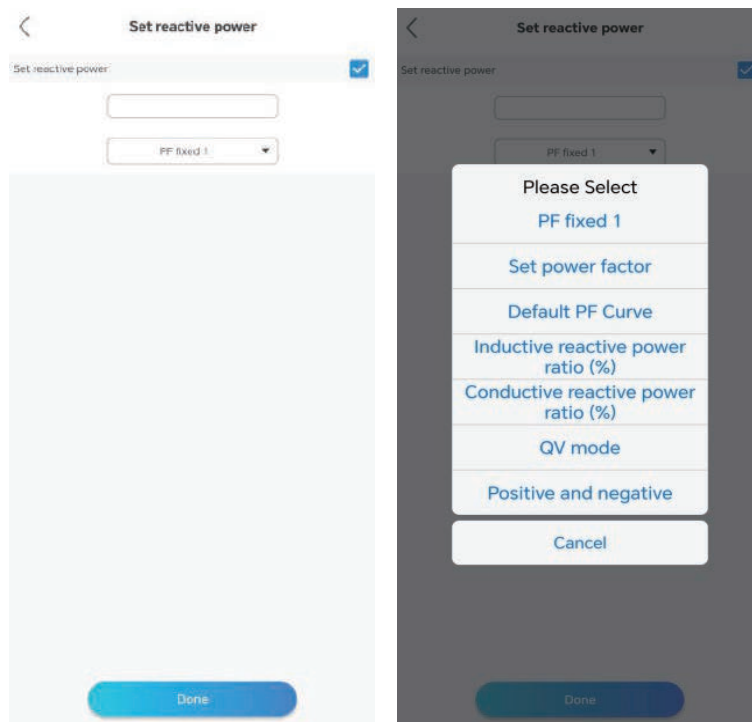 Set reactive power
Set reactive power
PF fixed 1
Done
Set reactive power
Set reactive power
PF fixed 1
Please Select
PF fixed 1
Set power factor
Default PF Curve
Inductive reactive power
ratio (%)
Conductive reactive power
ratio (%)
QV mode
Positive and negative
Cancel
Done